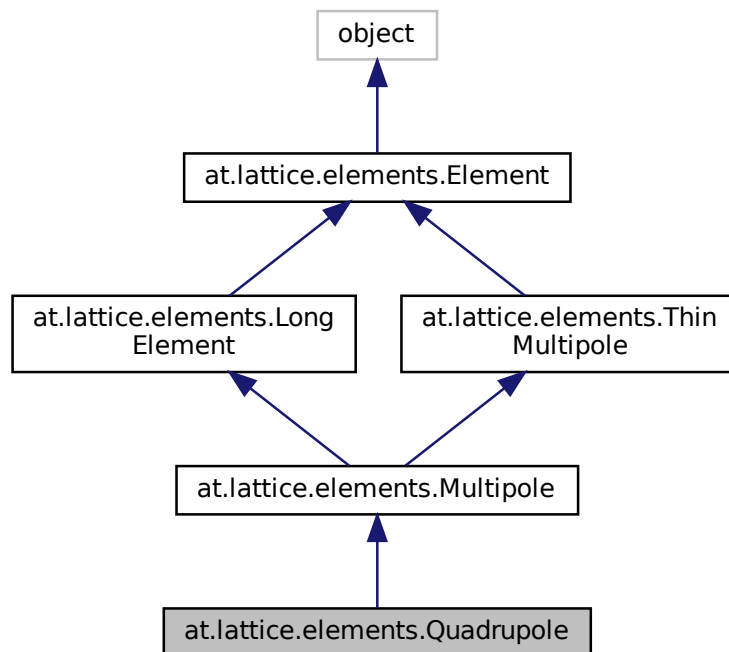 object
at.lattice.elements.Element
at.lattice.elements.Long
Element
at.lattice.elements.Thin
Multipole
at.lattice.elements.Multipole
at.lattice.elements.Quadrupole